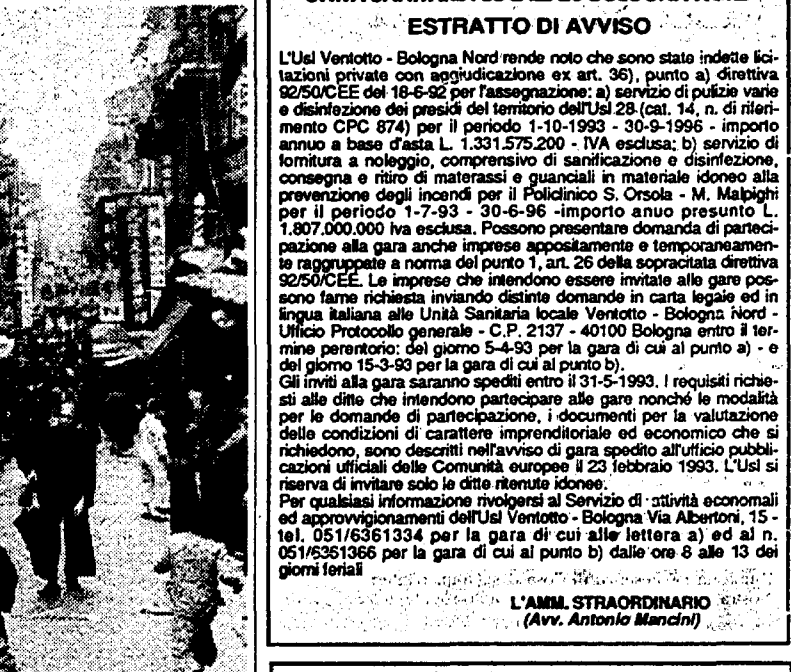 ESTRATTO DI AVVISO
L'Usl Ventotto - Bologna Nord rende noto che sono state indette lici-
tazioni private con aggiudicazione ex art. 36), punto a) direttiva
92/50/CEE del 18-6-92 per l'assegnazione: a) servizio di pulizie varie
e disinfezione dei presidi del territorio dell'Usl 28 (cat. 14, n. di riferi-
mento CPC 874) per il periodo 1-10-1993 - 30-9-1996 - importo
annuo a base d'asta L. 1.331.575.200 - IVA esclusa; b) servizio di
fornitura a noleggio, comprensivo di sanificazione e disinfezione,
consegna e ritiro di materassi e guanciali in materiale idoneo alla
prevenzione degli incendi per il Policlinico S. Orsola - M. Malpighi
per il periodo 1-7-93 - 30-6-96 -importo anuo presunto L.
1.807.000.000 Iva esclusa. Possono presentare domanda di parteci-
pazione alla gara anche imprese appositamente e temporaneamen-
te raggruppate a norma del punto 1, art. 26 della sopracitata direttiva
92/50/CEE. Le imprese che intendono essere invitate alle gare pos-
sono farne richiesta inviando distinte domande in carta legale ed in
lingua italiana alle Unità Sanitaria locale Ventotto - Bologna Nord -
Ufficio Protocollo generale - C.P. 2137 - 40100 Bologna entro il ter-
mine perentorio: del giorno 5-4-93 per la gara di cui al punto a) - e
del giorno 15-3-93 per la gara di cui al punto b).
Gli inviti alla gara saranno spediti entro il 31-5-1993. I requisiti richie-
sti alle ditte che intendono partecipare alle gare nonché le modalità
per le domande di partecipazione, i documenti per la valutazione
delle condizioni di carattere imprenditoriale ed economico che si
richiedono, sono descritti nell'avviso di gara spedito all'ufficio pubbli-
cazioni ufficiali delle Comunità europee il 23 febbraio 1993. L'Usl si
riserva di invitare solo le ditte ritenute idonee.
Per qualsiasi informazione rivolgersi al Servizio di attività economali
ed approvvigionamenti dell'Usl Ventotto - Bologna Via Albertoni, 15 -
tel. 051/6361334 per la gara di cui alle lettera a) ed al n.
051/6351366 per la gara di cui al punto b) dalle ore 8 alle 13 dei
giorni feriali
L'AMM. STRAORDINARIO
(Avv. Antonio Mancini)